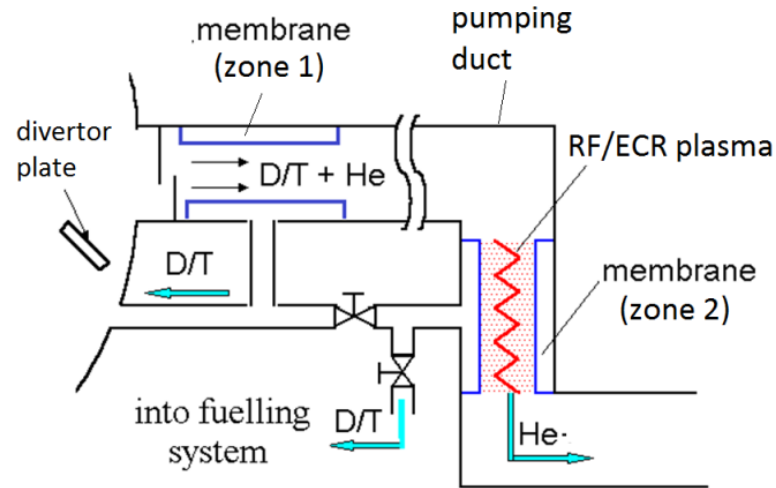 membrane
(zone 1)
pumping
duct
divertor
plate
RF/ECR plasma
D/T + He
D/T
membrane
(zone 2)
into fuelling
system
D/T
He·